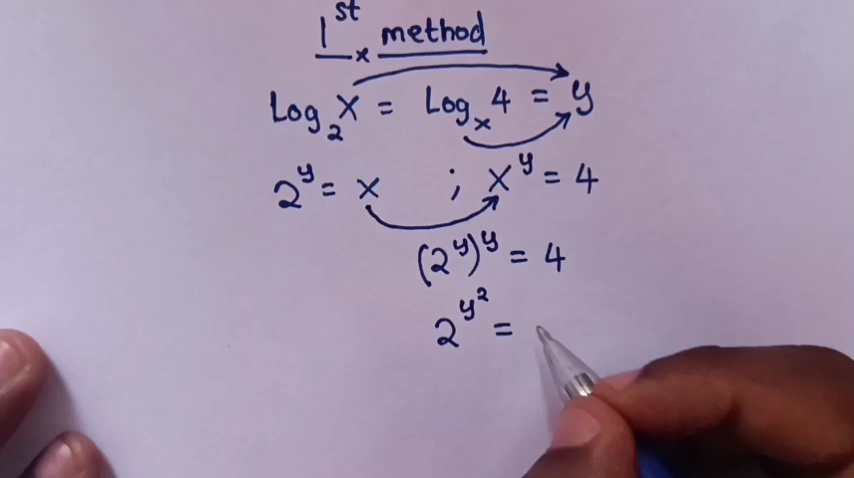 1st method
Log₂x = Logₓ4 = y
2^y = x ; x^y = 4
(2^y)^y = 4
2^y² =